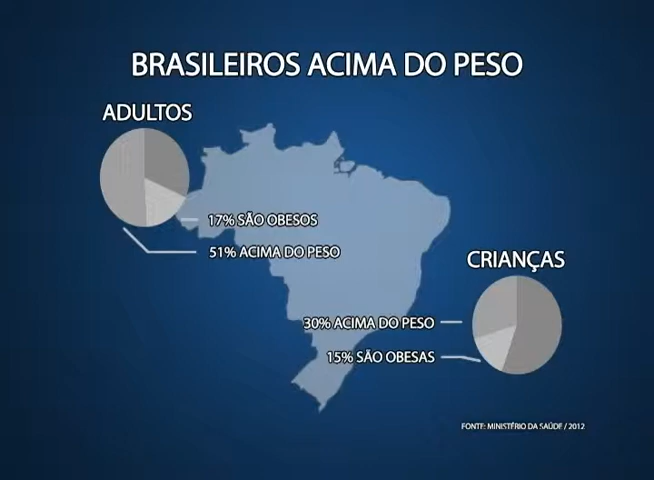 BRASILEIROS ACIMA DO PESO
ADULTOS
17% SÃO OBESOS
51% ACIMA DO PESO
CRIANÇAS
30% ACIMA DO PESO
15% SÃO OBESAS
FONTE: MINISTÉRIO DA SAÚDE / 2012